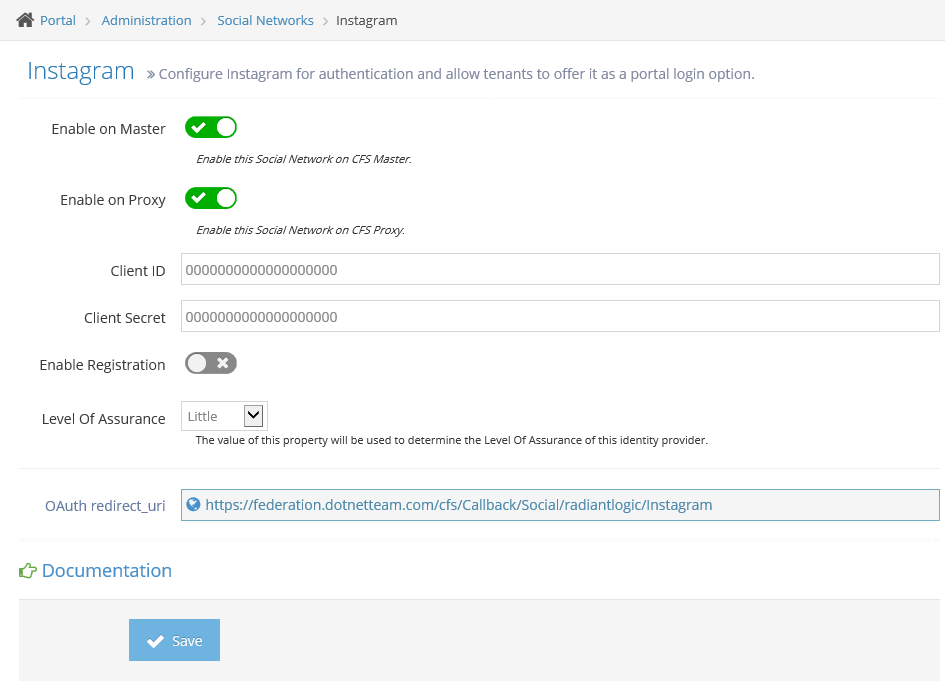 Portal > Administration > Social Networks > Instagram
Instagram » Configure Instagram for authentication and allow tenants to offer it as a portal login option.
Enable on Master
Enable this Social Network on CFS Master.
Enable on Proxy
Enable this Social Network on CFS Proxy.
Client ID 0000000000000000000
Client Secret 0000000000000000000
Enable Registration
Level Of Assurance Little
The value of this property will be used to determine the Level Of Assurance of this identity provider.
OAuth redirect_uri https://federation.dotnetteam.com/cfs/Callback/Social/radiantlogic/Instagram
Documentation
Save